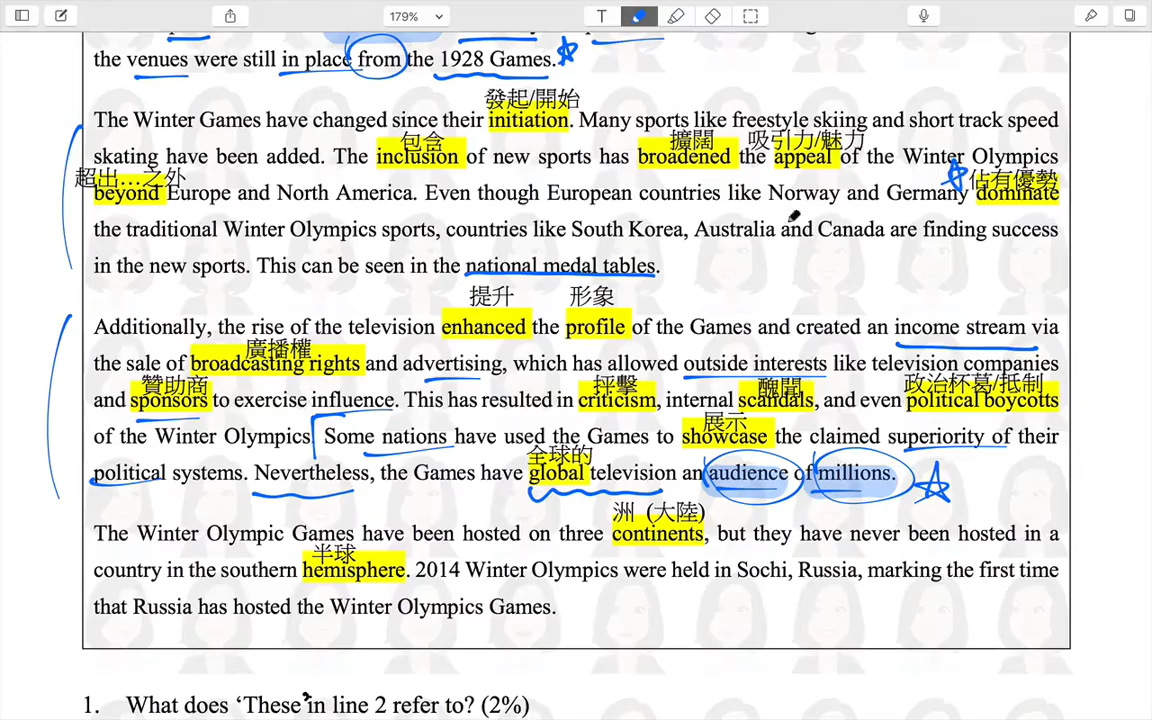 179%
T
the venues were still in place from the 1928 Games.
發起/開始
The Winter Games have changed since their initiation. Many sports like freestyle skiing and short track speed
包含 擴闊 吸引力/魅力
skating have been added. The inclusion of new sports has broadened the appeal of the Winter Olympics
超出...之外 佔有優勢
beyond Europe and North America. Even though European countries like Norway and Germany dominate
the traditional Winter Olympics sports, countries like South Korea, Australia and Canada are finding success
in the new sports. This can be seen in the national medal tables.
提升 形象
Additionally, the rise of the television enhanced the profile of the Games and created an income stream via
廣播權
the sale of broadcasting rights and advertising, which has allowed outside interests like television companies
贊助商 抨擊 醜聞 政治杯葛/抵制
and sponsors to exercise influence. This has resulted in criticism, internal scandals, and even political boycotts
展示
of the Winter Olympics. Some nations have used the Games to showcase the claimed superiority of their
全球的
political systems. Nevertheless, the Games have global television an audience of millions.
洲 (大陸)
The Winter Olympic Games have been hosted on three continents, but they have never been hosted in a
半球
country in the southern hemisphere. 2014 Winter Olympics were held in Sochi, Russia, marking the first time
that Russia has hosted the Winter Olympics Games.
1. What does ‘These’ in line 2 refer to? (2%)